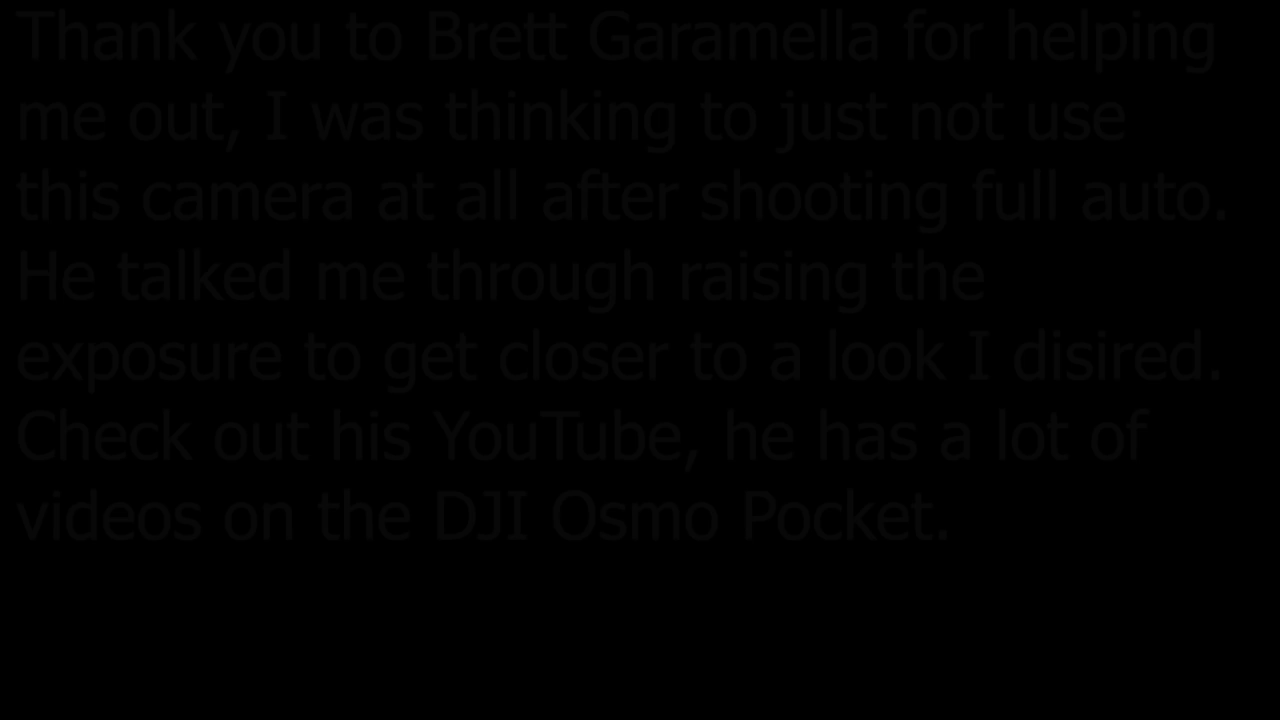 Thank you to Brett Garamella for helping
me out, I was thinking to just not use
this camera at all after shooting full auto.
He talked me through raising the
exposure to get closer to a look I disired.
Check out his YouTube, he has a lot of
videos on the DJI Osmo Pocket.